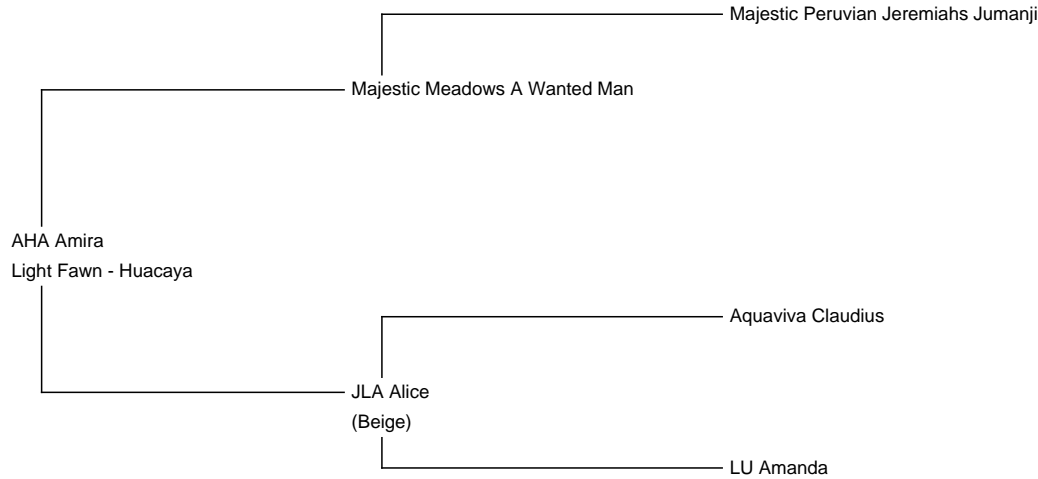 Majestic Peruvian Jeremiahs Jumanji
Majestic Meadows A Wanted Man
AHA Amira
Light Fawn - Huacaya
Aquaviva Claudius
JLA Alice
(Beige)
LU Amanda